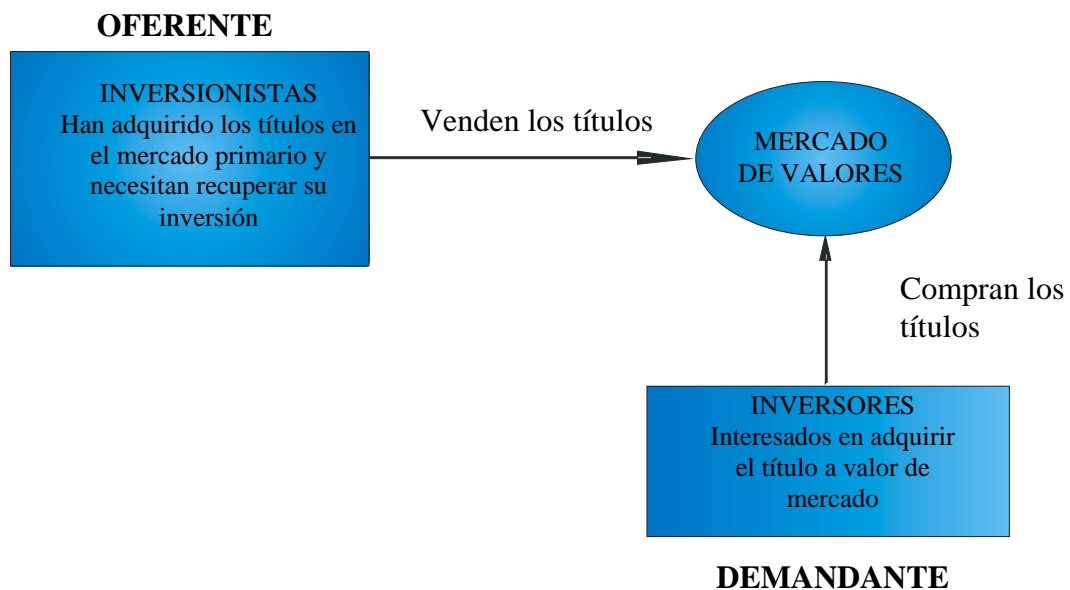 OFERENTE
INVERSIONISTAS
Han adquirido los títulos en
el mercado primario y
necesitan recuperar su
inversión
Venden los títulos
MERCADO
DE VALORES
Compran los
títulos
INVERSORES
Interesados en adquirir
el título a valor de
mercado
DEMANDANTE